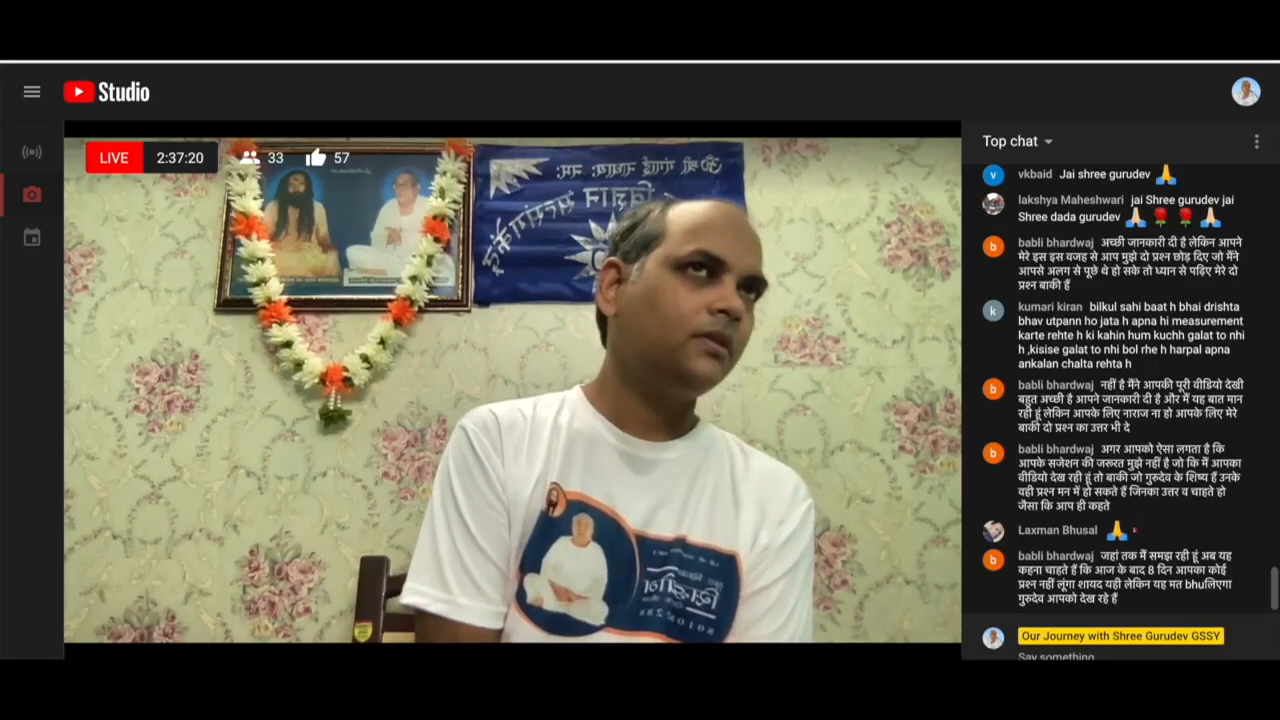 Studio
LIVE 2:37:20 33 57
ॐ श्री गंगाई नाथाय: नम:
विज्ञान सत्संग केन्द्र
Top chat
vkbaid Jai shree gurudev 🙏
lakshya Maheshwari jai Shree gurudev jai
Shree dada gurudev 🙏🏻 🌹 🌹 🙏🏻
babli bhardwaj अच्छी जानकारी दी है लेकिन आपने
मेरे इस इस वजह से आप मुझे दो प्रश्न छोड़ दिए जो मैंने
आपसे अलग से पूछे थे हो सके तो ध्यान से पढ़िए मेरे दो
प्रश्न बाकी हैं
kumari kiran bilkul sahi baat h bhai drishta
bhav utpann ho jata h apna hi measurement
karte rehte h ki kahin hum kuchh galat to nhi
h ,kisise galat to nhi bol rhe h harpal apna
ankalan chalta rehta h
babli bhardwaj नहीं है मैंने आपकी पूरी वीडियो देखी
बहुत अच्छी है आपने जानकारी दी है और मैं यह बात मान
रही हूं लेकिन आपके लिए नाराज ना हो आपके लिए मेरे
बाकी दो प्रश्न का उत्तर भी दे
babli bhardwaj अगर आपको ऐसा लगता है कि
आपके सजेशन की जरूरत मुझे नहीं है जो कि मैं आपका
वीडियो देख रही हूं तो बाकी जो गुरुदेव के शिष्य हैं उनके
वही प्रश्न मन में हो सकते हैं जिनका उत्तर व चाहते हो
जैसा कि आप ही कहते
Laxman Bhusal 🙏
babli bhardwaj जहां तक मैं समझ रही हूं अब यह
कहना चाहते हैं कि आज के बाद 8 दिन आपका कोई
प्रश्न नहीं लूंगा शायद यही लेकिन यह मत bhuलिएगा
गुरुदेव आपको देख रहे हैं
Our Journey with Shree Gurudev GSSY
Say something